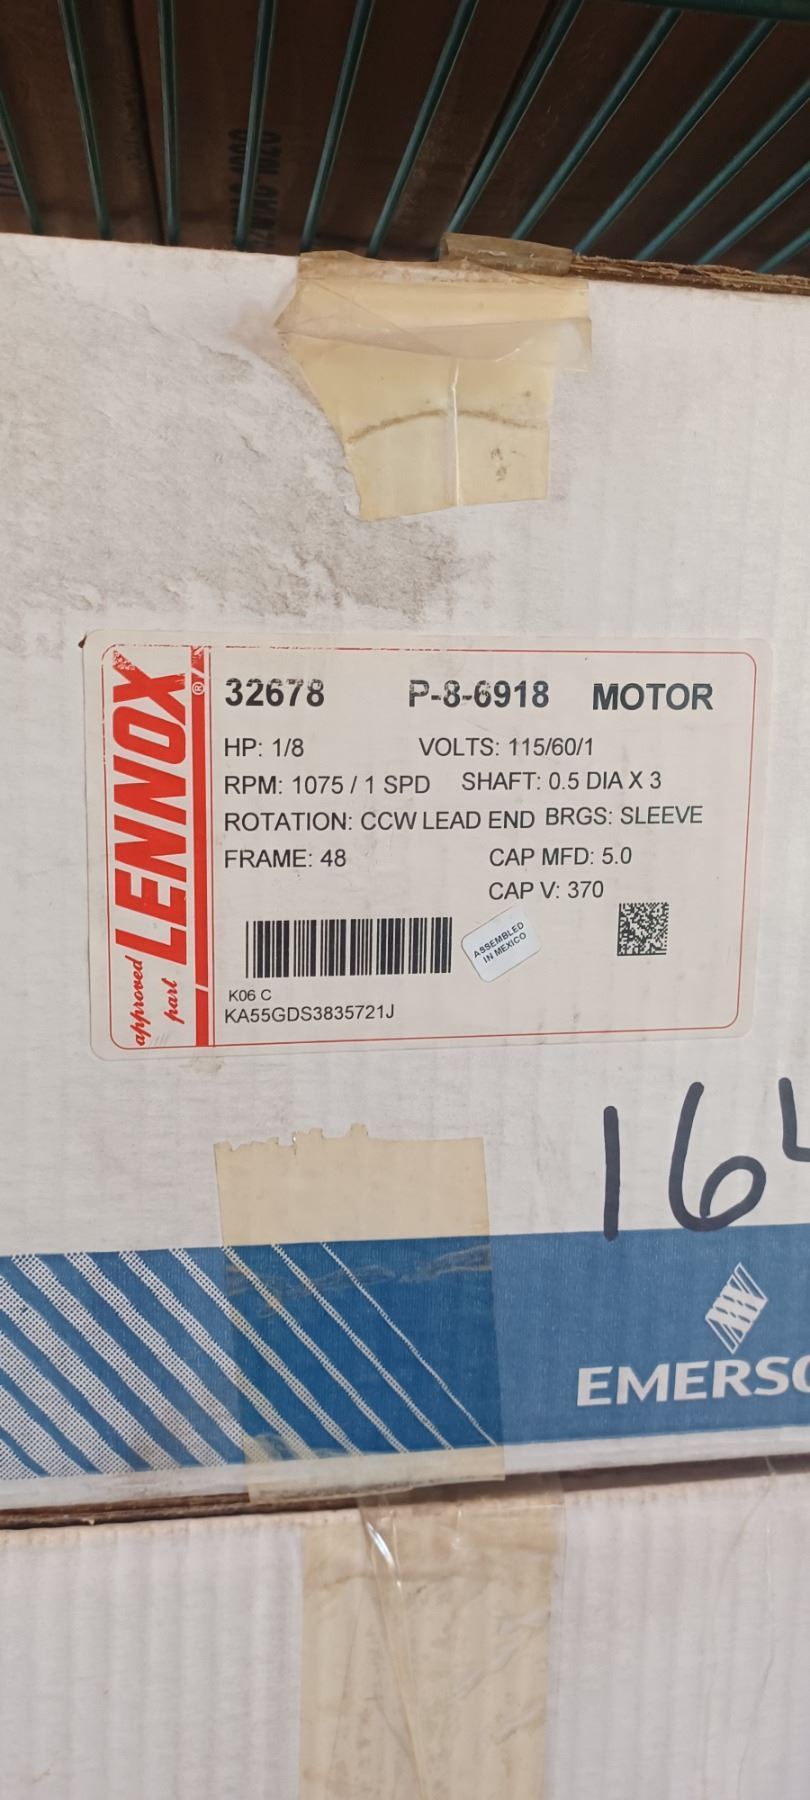 32678 P-8-6918 MOTOR
HP: 1/8 VOLTS: 115/60/1
RPM: 1075 / 1 SPD SHAFT: 0.5 DIA X 3
ROTATION: CCW LEAD END BRGS: SLEEVE
FRAME: 48 CAP MFD: 5.0
CAP V: 370
ASSEMBLED
IN MEXICO
K06 C
KA55GDS3835721J
approved
part
LENNOX®
16
EMERSO